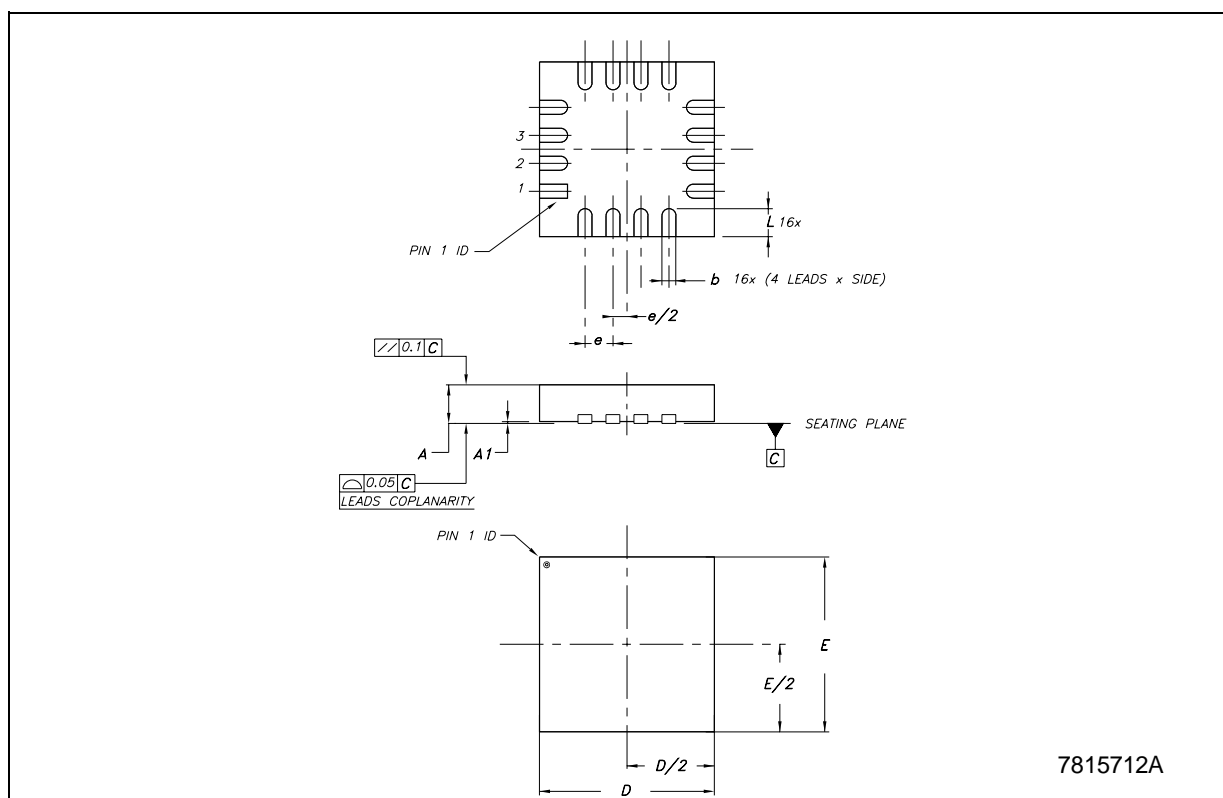 3
2
1
PIN 1 ID
L 16x
b 16x (4 LEADS x SIDE)
e/2
e
// 0.1 C
SEATING PLANE
A A1
C
⌓ 0.05 C
LEADS COPLANARITY
PIN 1 ID
E
E/2
D/2
D
7815712A